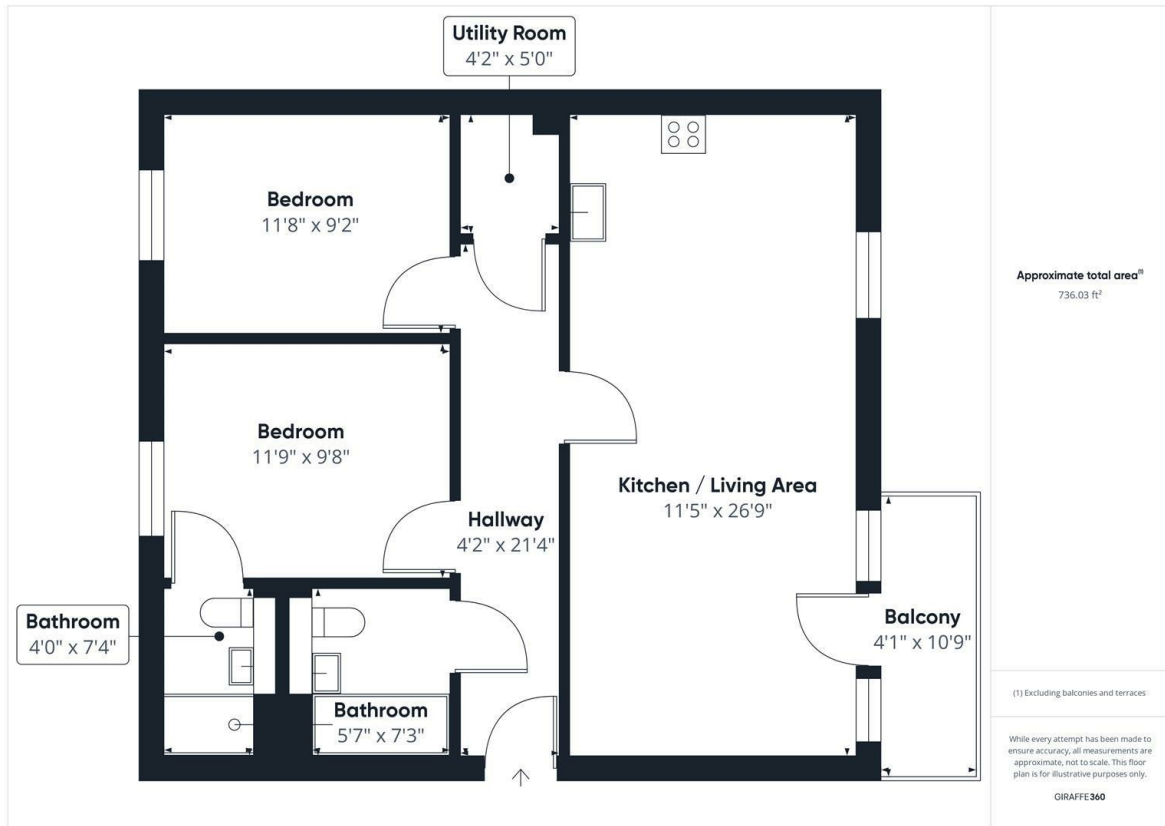 Utility Room
4'2" x 5'0"
Bedroom
11'8" x 9'2"
Bedroom
11'9" x 9'8"
Hallway
4'2" x 21'4"
Kitchen / Living Area
11'5" x 26'9"
Balcony
4'1" x 10'9"
Bathroom
4'0" x 7'4"
Bathroom
5'7" x 7'3"
Approximate total area(1)
736.03 ft²
(1) Excluding balconies and terraces
While every attempt has been made to
ensure accuracy, all measurements are
approximate, not to scale. This floor
plan is for illustrative purposes only.
GIRAFFE360